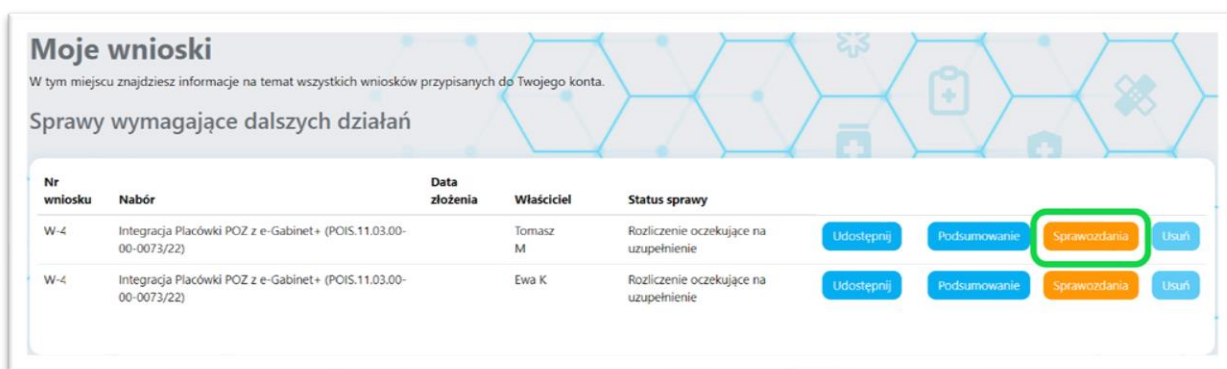 Moje wnioski
W tym miejscu znajdziesz informacje na temat wszystkich wniosków przypisanych do Twojego konta.
Sprawy wymagające dalszych działań
Nr wniosku Nabór Data złożenia Właściciel Status sprawy
W-4 Integracja Placówki POZ z e-Gabinet+ (POIS.11.03.00- Tomasz Rozliczenie oczekujące na Udostępnij Podsumowanie Sprawozdania Usuń
00-0073/22) M uzupełnienie
W-4 Integracja Placówki POZ z e-Gabinet+ (POIS.11.03.00- Ewa K Rozliczenie oczekujące na Udostępnij Podsumowanie Sprawozdania Usuń
00-0073/22) uzupełnienie